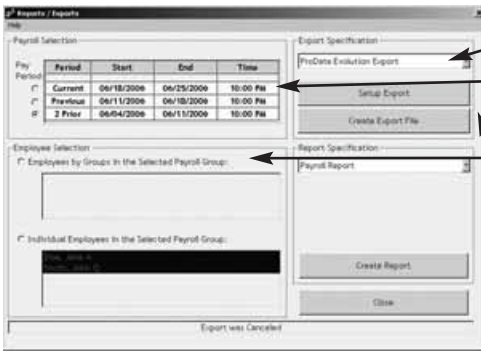 Reports / Exports
Help
Payroll Selection
Pay Period:
Period Start End Time
Current 06/18/2006 06/25/2006 10:00 PM
Previous 06/11/2006 06/18/2006 10:00 PM
2 Prior 06/04/2006 06/11/2006 10:00 PM
Export Specification
ProData Evolution Export
Setup Export
Create Export File
Employee Selection
Employees by Groups in the Selected Payroll Group:
Individual Employees in the Selected Payroll Group:
Report Specification
Payroll Report
Create Report
Close
Export was Canceled